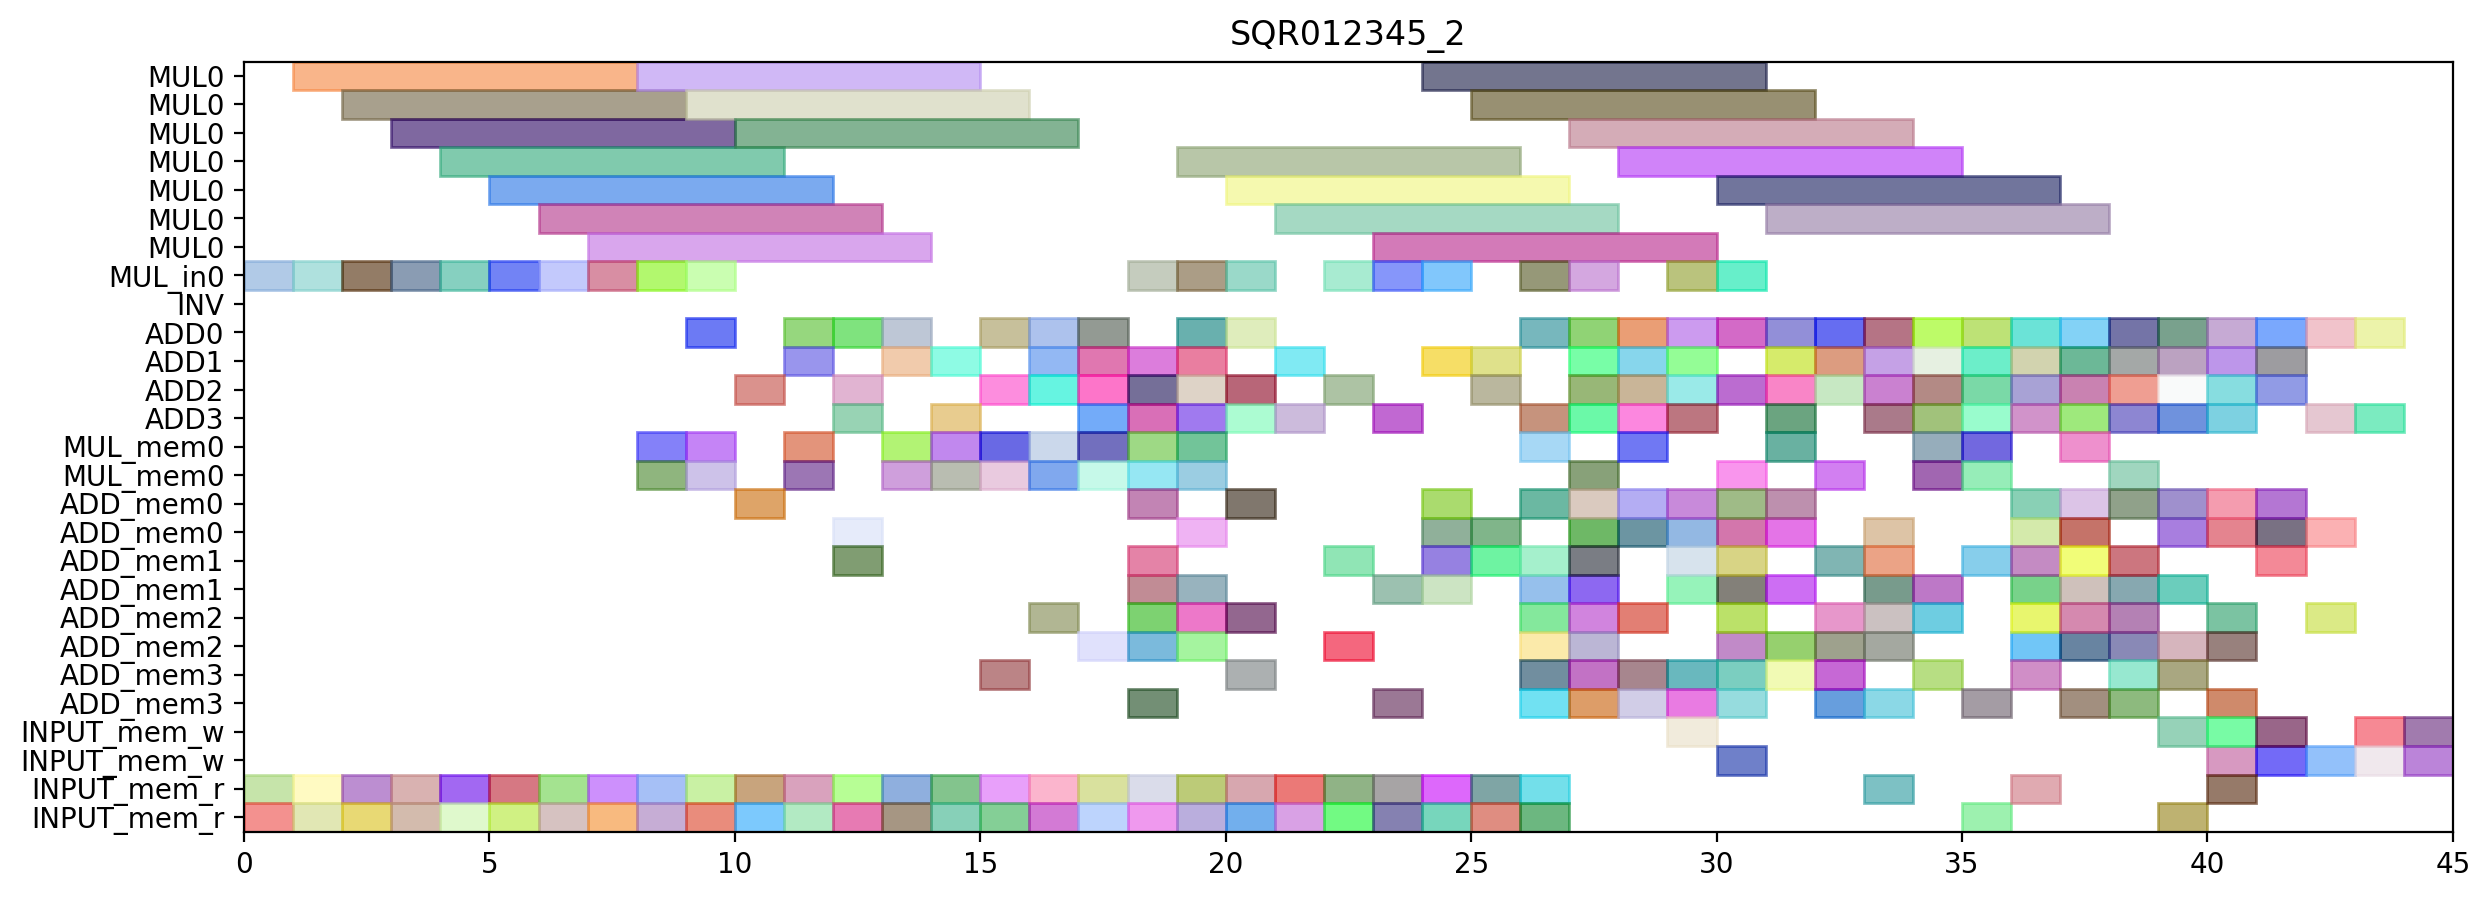 SQR012345_2
MUL0
MUL0
MUL0
MUL0
MUL0
MUL0
MUL0
MUL_in0
INV
ADD0
ADD1
ADD2
ADD3
MUL_mem0
MUL_mem0
ADD_mem0
ADD_mem0
ADD_mem1
ADD_mem1
ADD_mem2
ADD_mem2
ADD_mem3
ADD_mem3
INPUT_mem_w
INPUT_mem_w
INPUT_mem_r
INPUT_mem_r
0 5 10 15 20 25 30 35 40 45